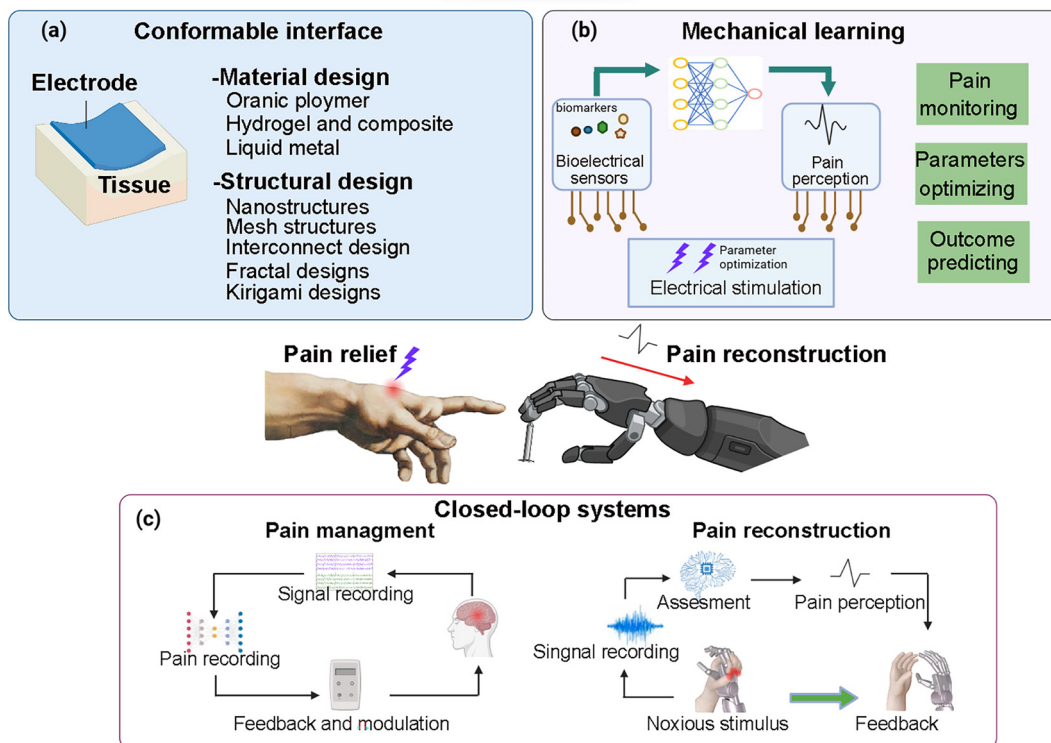 (a)
Conformable interface
Electrode
Tissue
-Material design
Oranic ploymer
Hydrogel and composite
Liquid metal
-Structural design
Nanostructures
Mesh structures
Interconnect design
Fractal designs
Kirigami designs
(b)
Mechanical learning
biomarkers
Bioelectrical
sensors
Pain
perception
Parameter
optimization
Electrical stimulation
Pain
monitoring
Parameters
optimizing
Outcome
predicting
Pain relief
Pain reconstruction
(c)
Closed-loop systems
Pain managment
Signal recording
Pain recording
Feedback and modulation
Pain reconstruction
Assesment
Pain perception
Singnal recording
Noxious stimulus
Feedback